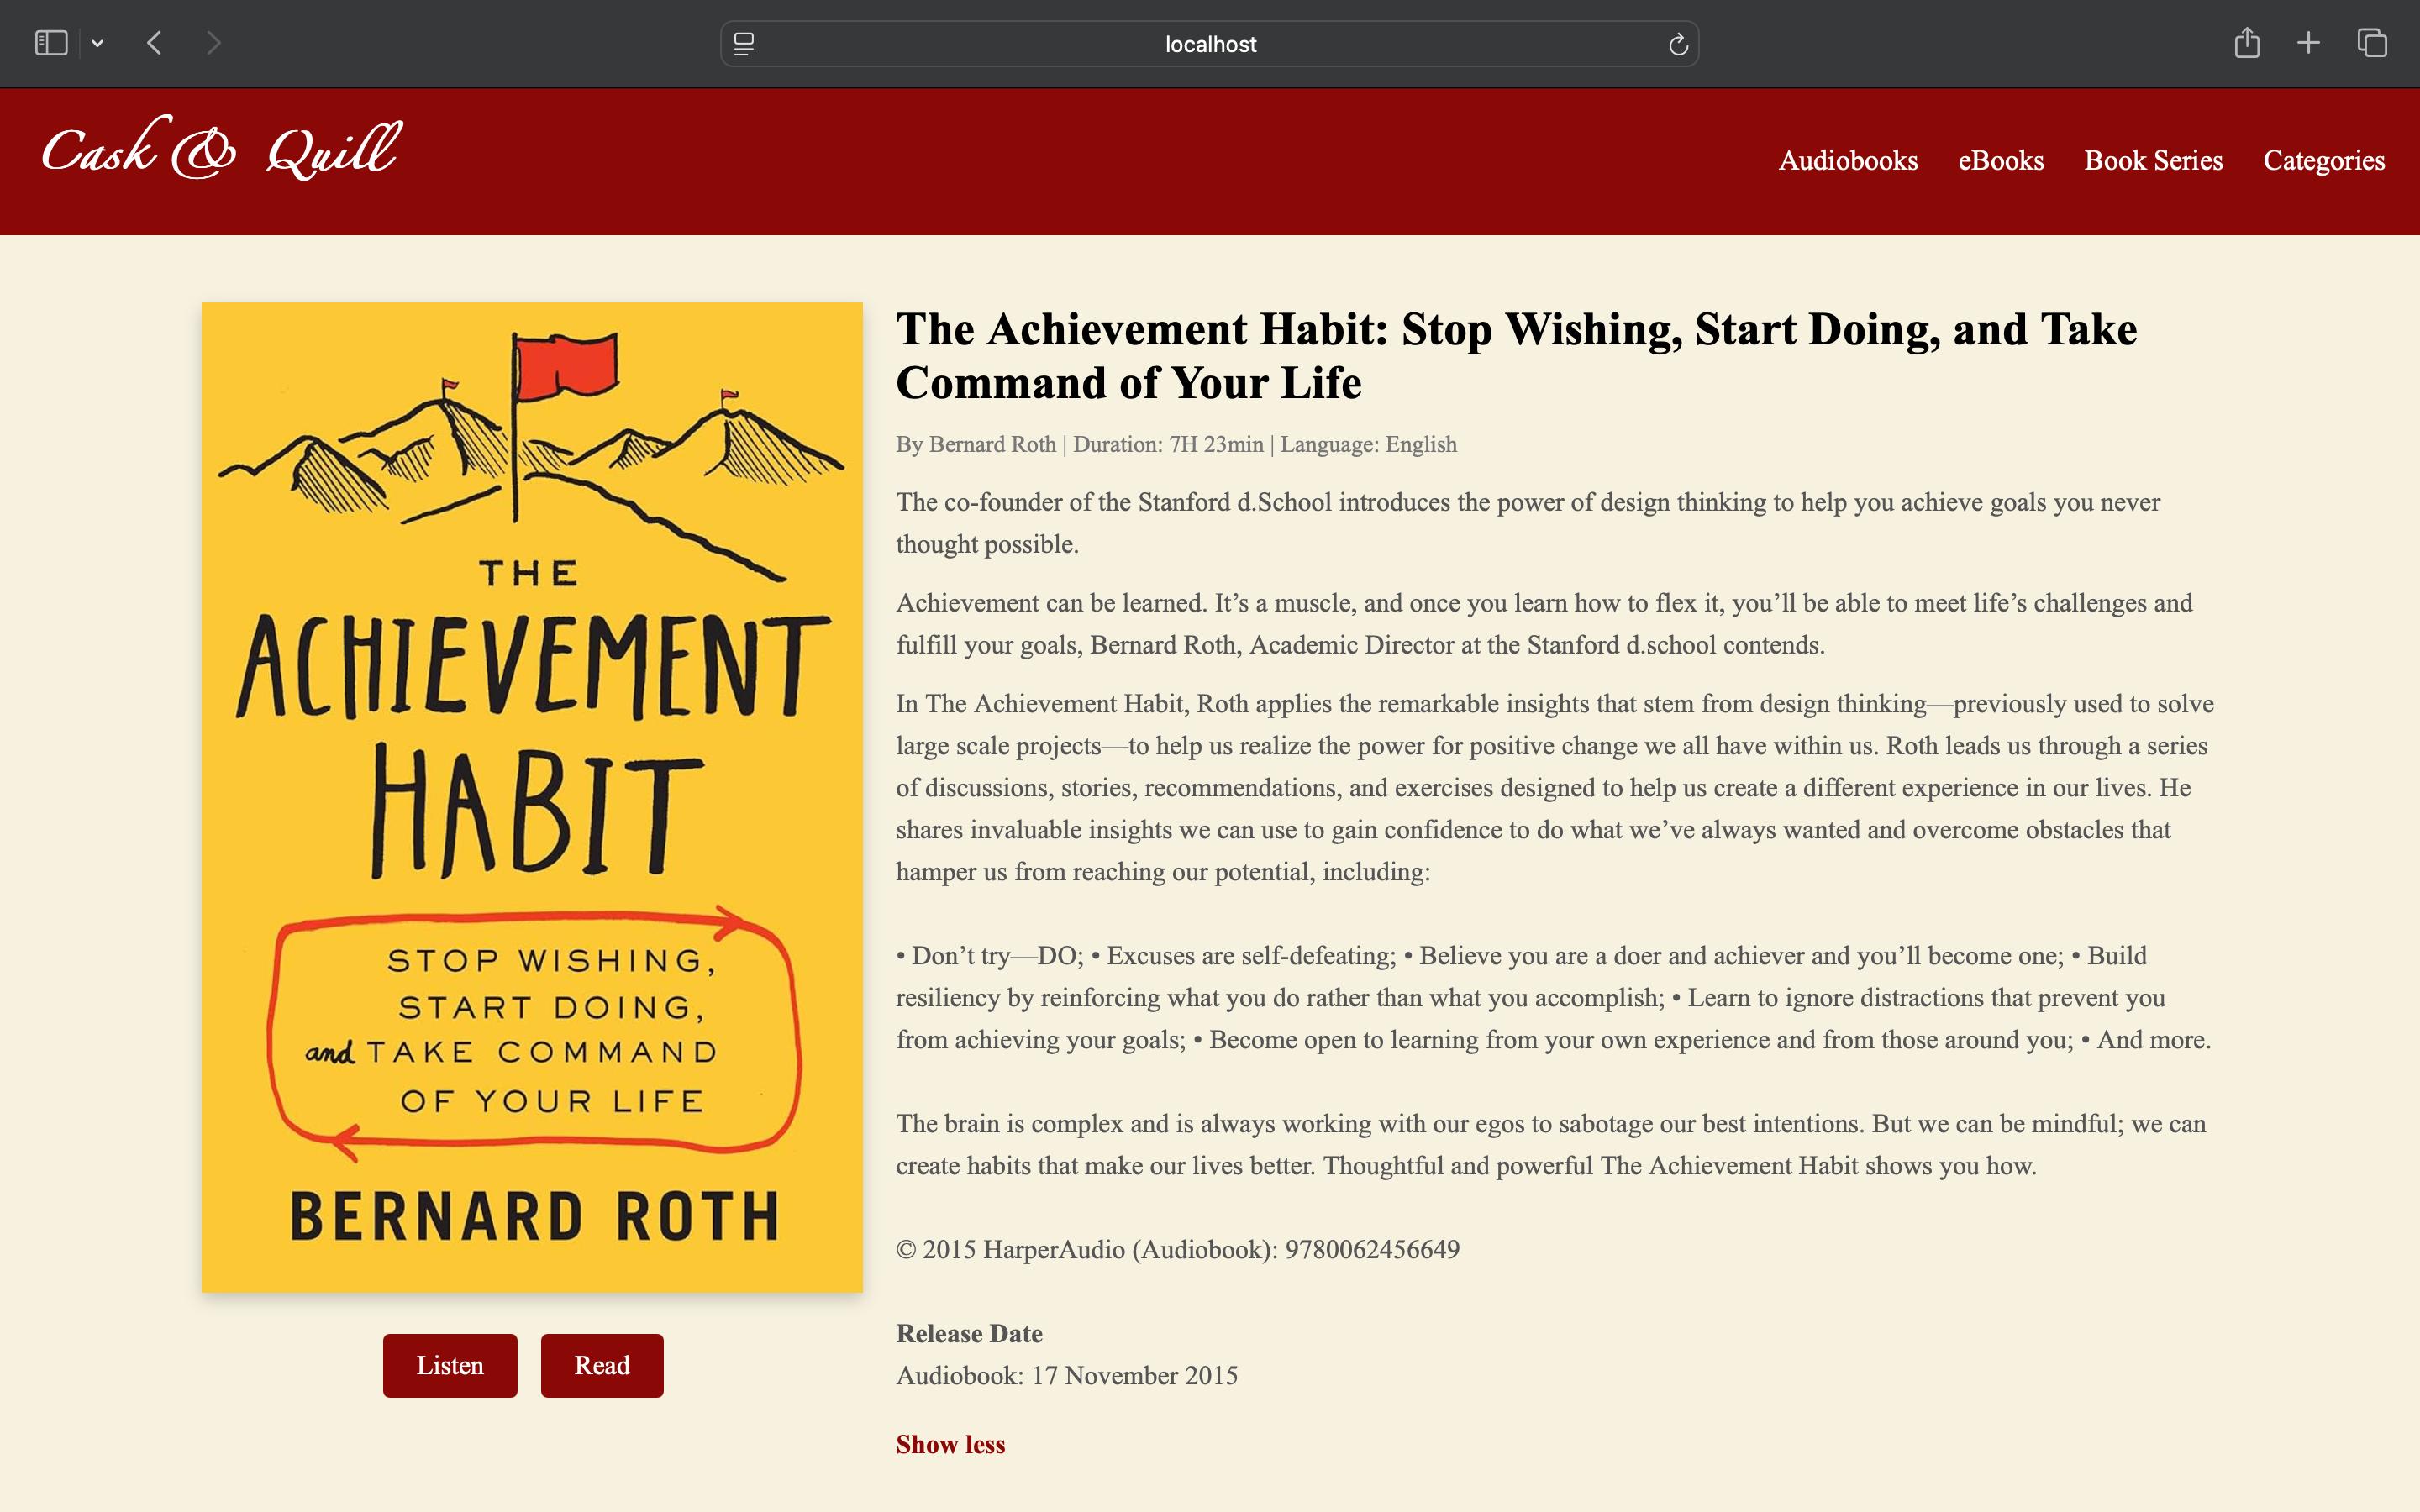 localhost
Cask & Quill
Audiobooks eBooks Book Series Categories
THE
ACHIEVEMENT
HABIT
STOP WISHING,
START DOING,
and TAKE COMMAND
OF YOUR LIFE
BERNARD ROTH
Listen Read
The Achievement Habit: Stop Wishing, Start Doing, and Take
Command of Your Life
By Bernard Roth | Duration: 7H 23min | Language: English
The co-founder of the Stanford d.School introduces the power of design thinking to help you achieve goals you never
thought possible.
Achievement can be learned. It’s a muscle, and once you learn how to flex it, you’ll be able to meet life’s challenges and
fulfill your goals, Bernard Roth, Academic Director at the Stanford d.school contends.
In The Achievement Habit, Roth applies the remarkable insights that stem from design thinking—previously used to solve
large scale projects—to help us realize the power for positive change we all have within us. Roth leads us through a series
of discussions, stories, recommendations, and exercises designed to help us create a different experience in our lives. He
shares invaluable insights we can use to gain confidence to do what we’ve always wanted and overcome obstacles that
hamper us from reaching our potential, including:
• Don’t try—DO; • Excuses are self-defeating; • Believe you are a doer and achiever and you’ll become one; • Build
resiliency by reinforcing what you do rather than what you accomplish; • Learn to ignore distractions that prevent you
from achieving your goals; • Become open to learning from your own experience and from those around you; • And more.
The brain is complex and is always working with our egos to sabotage our best intentions. But we can be mindful; we can
create habits that make our lives better. Thoughtful and powerful The Achievement Habit shows you how.
© 2015 HarperAudio (Audiobook): 9780062456649
Release Date
Audiobook: 17 November 2015
Show less